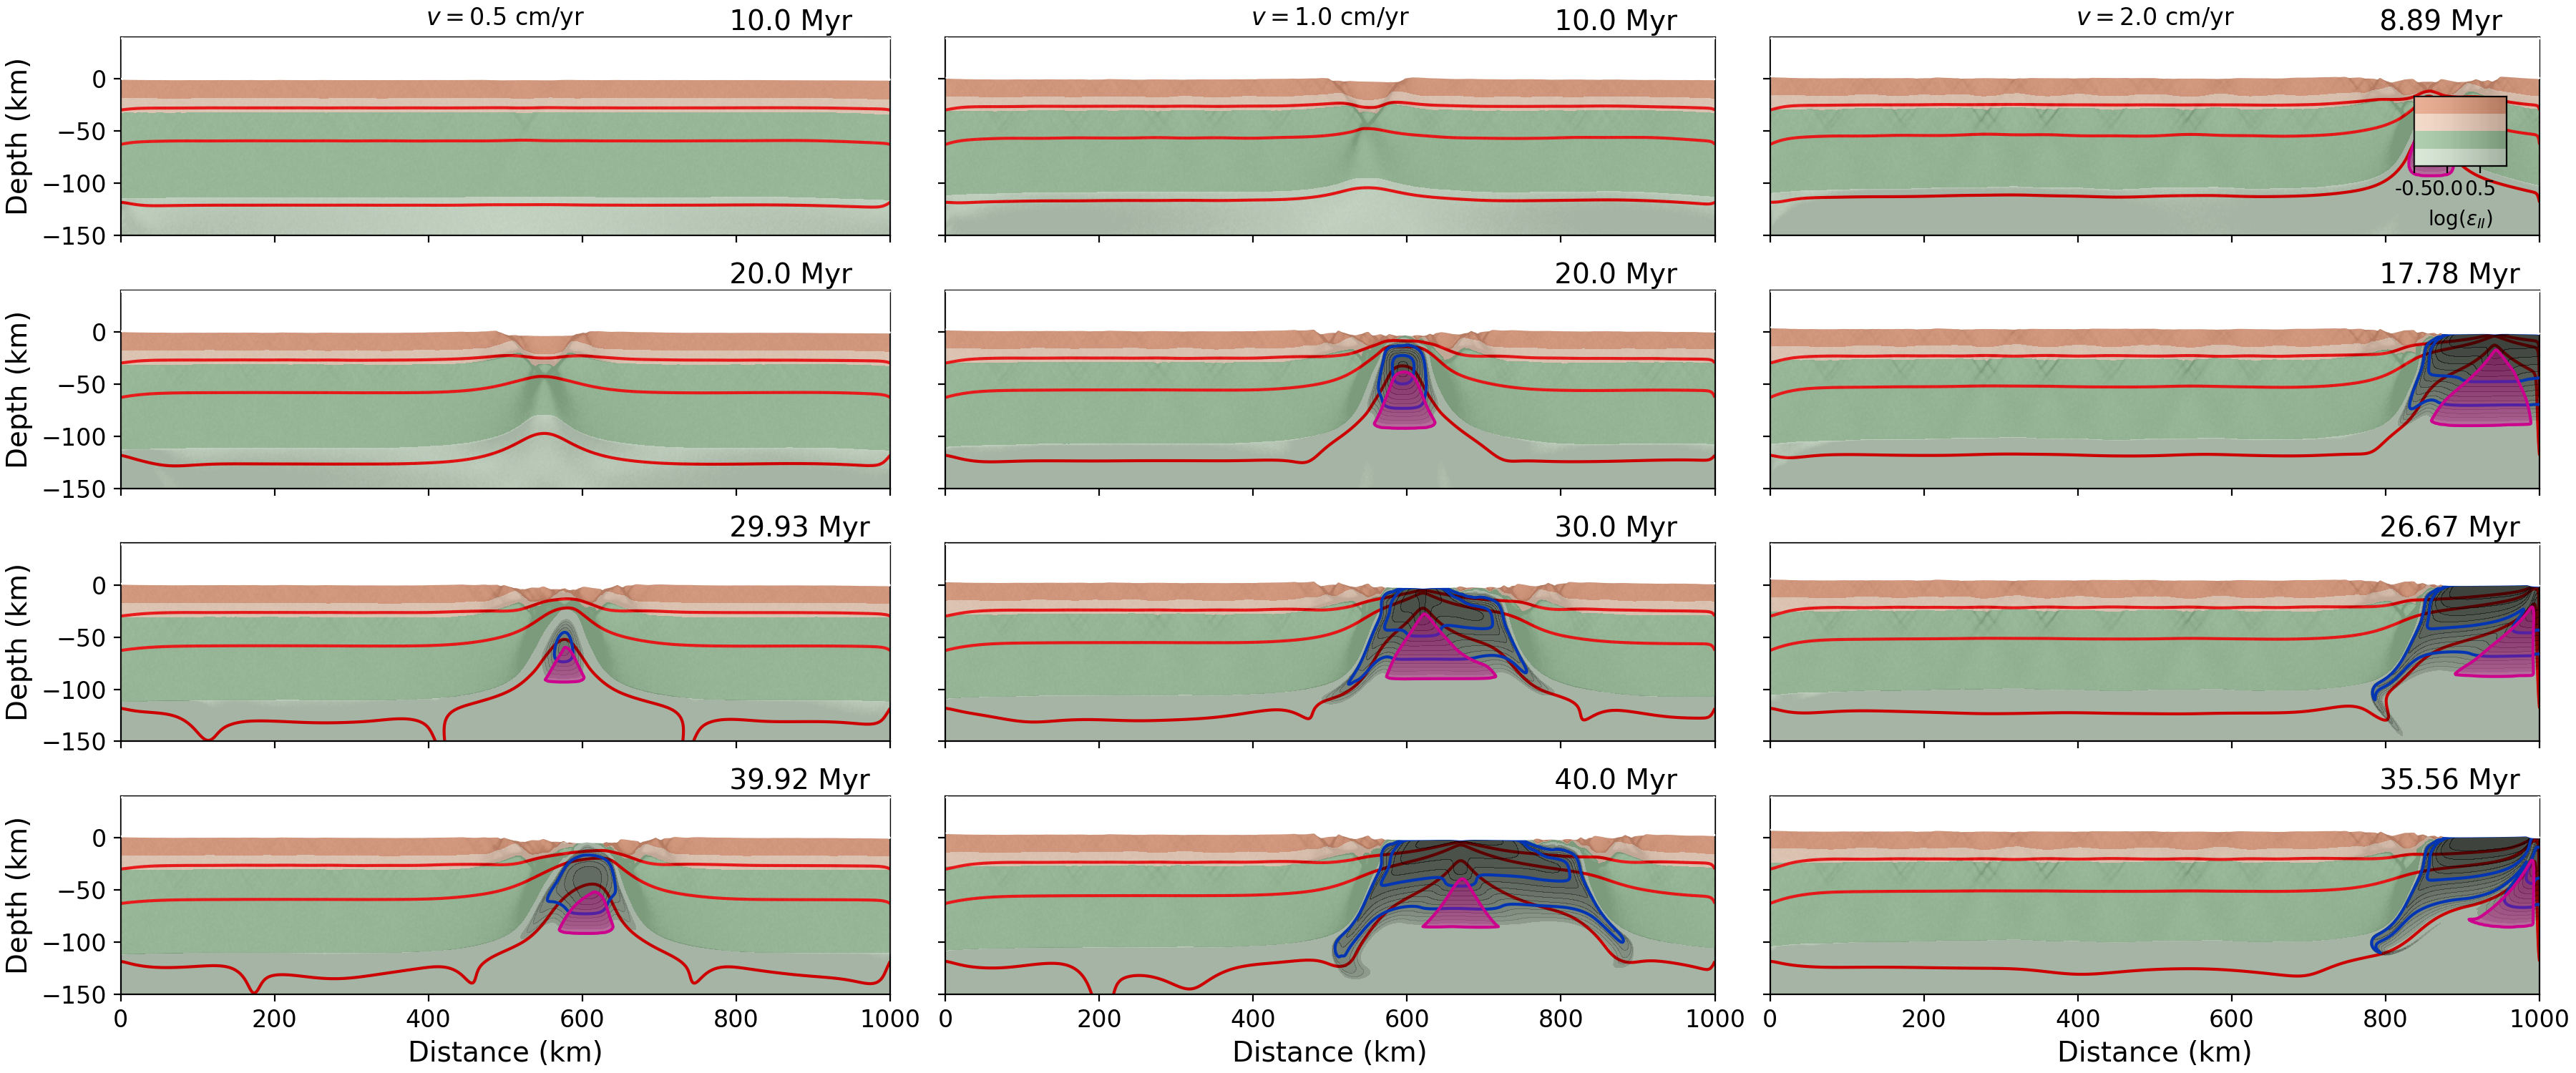 v = 0.5 cm/yr 10.0 Myr v = 1.0 cm/yr 10.0 Myr v = 2.0 cm/yr 8.89 Myr
Depth (km)
0
−50
−100
−150
-0.5 0.0 0.5
log(ε_II)
20.0 Myr 20.0 Myr 17.78 Myr
Depth (km)
0
−50
−100
−150
29.93 Myr 30.0 Myr 26.67 Myr
Depth (km)
0
−50
−100
−150
39.92 Myr 40.0 Myr 35.56 Myr
Depth (km)
0
−50
−100
−150
0 200 400 600 800 1000 0 200 400 600 800 1000 0 200 400 600 800 1000
Distance (km) Distance (km) Distance (km)